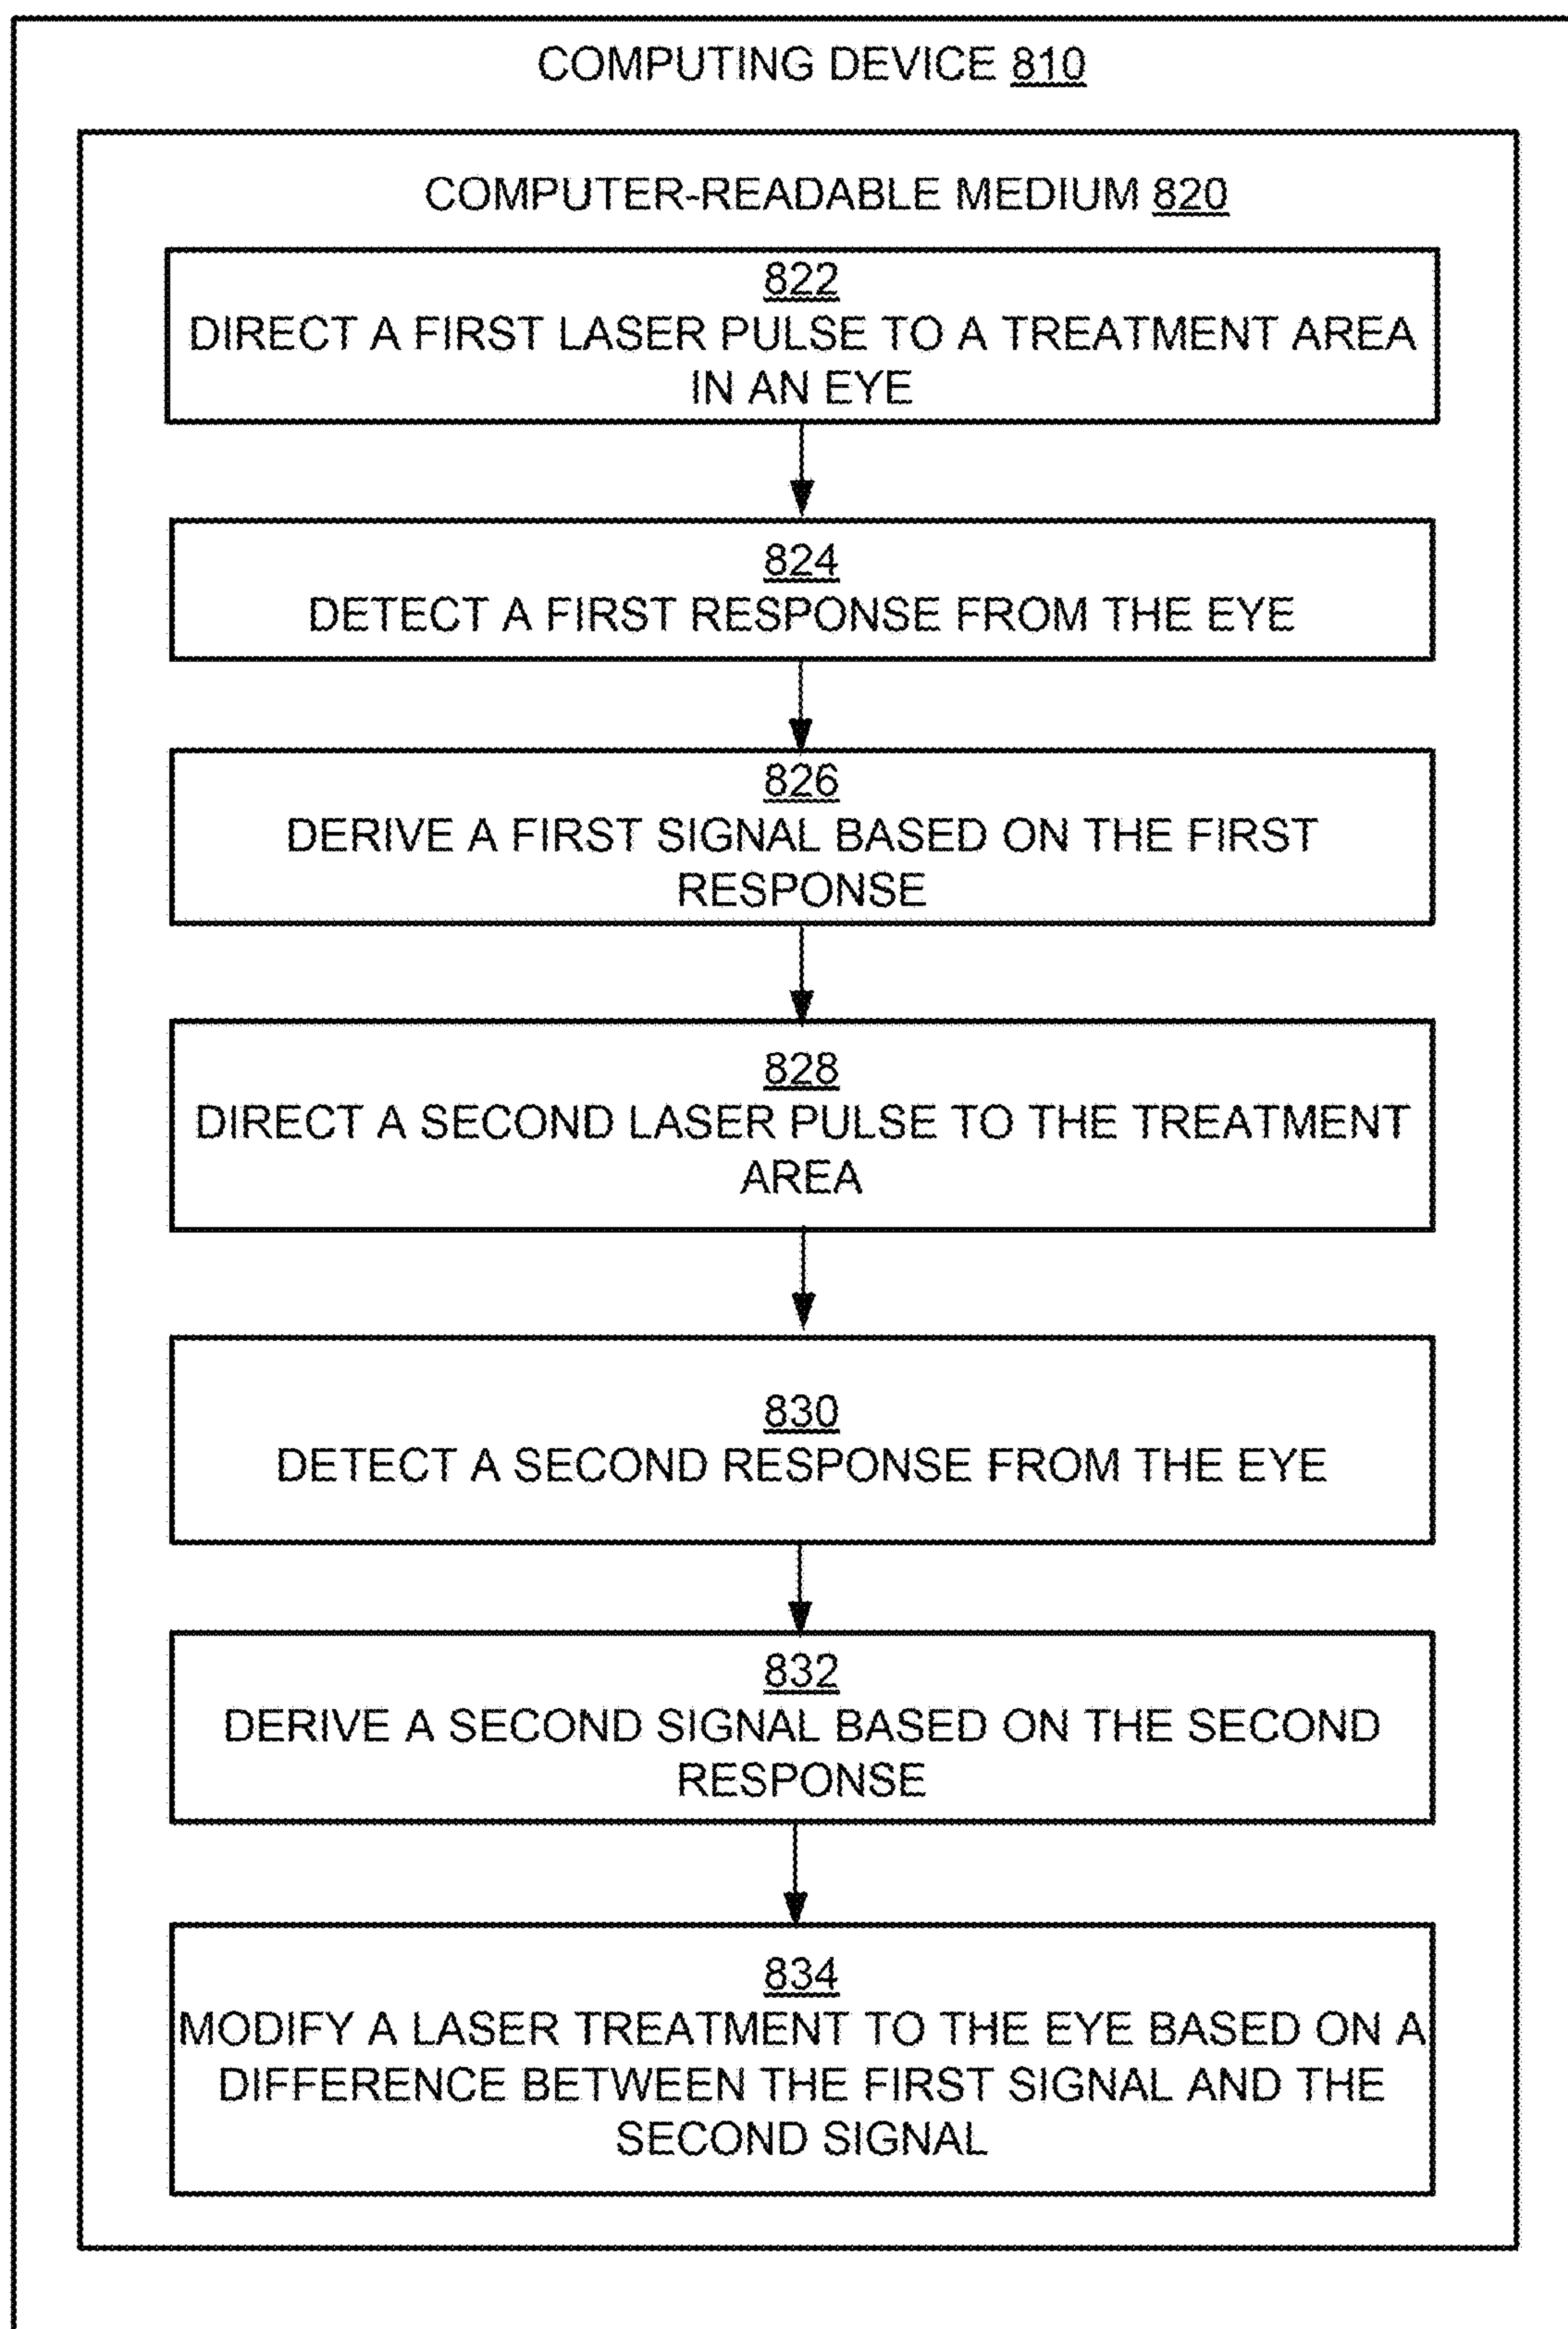 COMPUTING DEVICE 810
COMPUTER-READABLE MEDIUM 820
822
DIRECT A FIRST LASER PULSE TO A TREATMENT AREA
IN AN EYE
824
DETECT A FIRST RESPONSE FROM THE EYE
826
DERIVE A FIRST SIGNAL BASED ON THE FIRST
RESPONSE
828
DIRECT A SECOND LASER PULSE TO THE TREATMENT
AREA
830
DETECT A SECOND RESPONSE FROM THE EYE
832
DERIVE A SECOND SIGNAL BASED ON THE SECOND
RESPONSE
834
MODIFY A LASER TREATMENT TO THE EYE BASED ON A
DIFFERENCE BETWEEN THE FIRST SIGNAL AND THE
SECOND SIGNAL